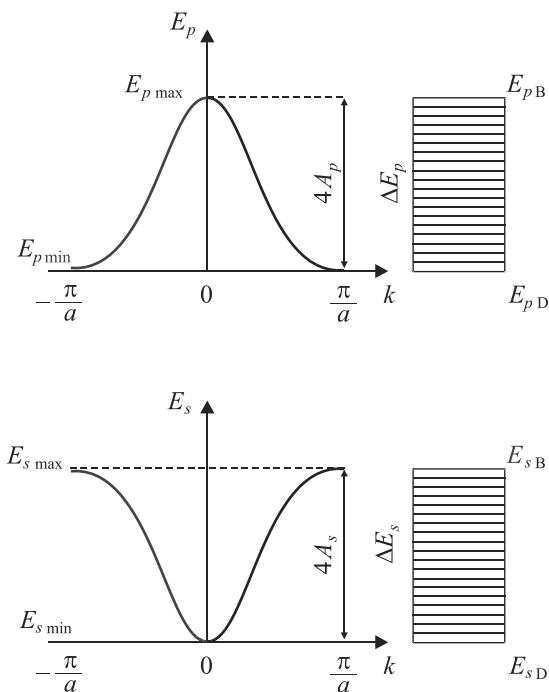 E_p
E_p max
E_p B
4A_p
ΔE_p
E_p min
E_p D
− π/a
0
π/a
k
E_s
E_s max
E_s B
4A_s
ΔE_s
E_s min
E_s D
− π/a
0
π/a
k